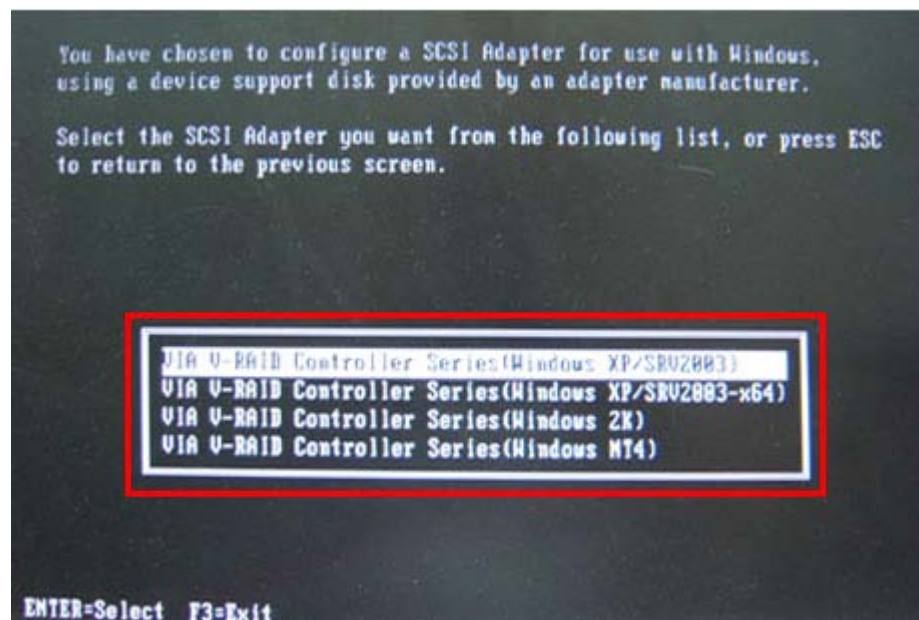 You have chosen to configure a SCSI Adapter for use with Windows,
using a device support disk provided by an adapter manufacturer.
Select the SCSI Adapter you want from the following list, or press ESC
to return to the previous screen.
VIA V-RAID Controller Series(Windows XP/SRV2003)
VIA V-RAID Controller Series(Windows XP/SRV2003-x64)
VIA V-RAID Controller Series(Windows 2K)
VIA V-RAID Controller Series(Windows NT4)
ENTER=Select F3=Exit